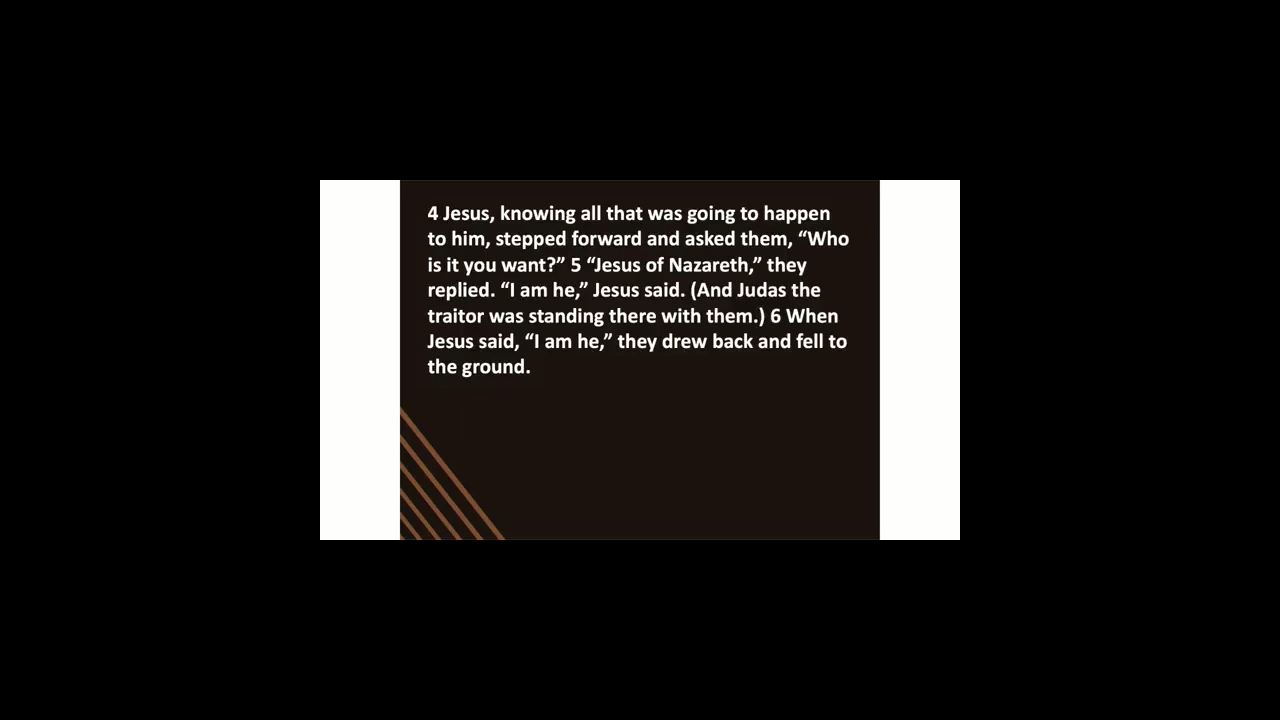 4 Jesus, knowing all that was going to happen
to him, stepped forward and asked them, “Who
is it you want?” 5 “Jesus of Nazareth,” they
replied. “I am he,” Jesus said. (And Judas the
traitor was standing there with them.) 6 When
Jesus said, “I am he,” they drew back and fell to
the ground.